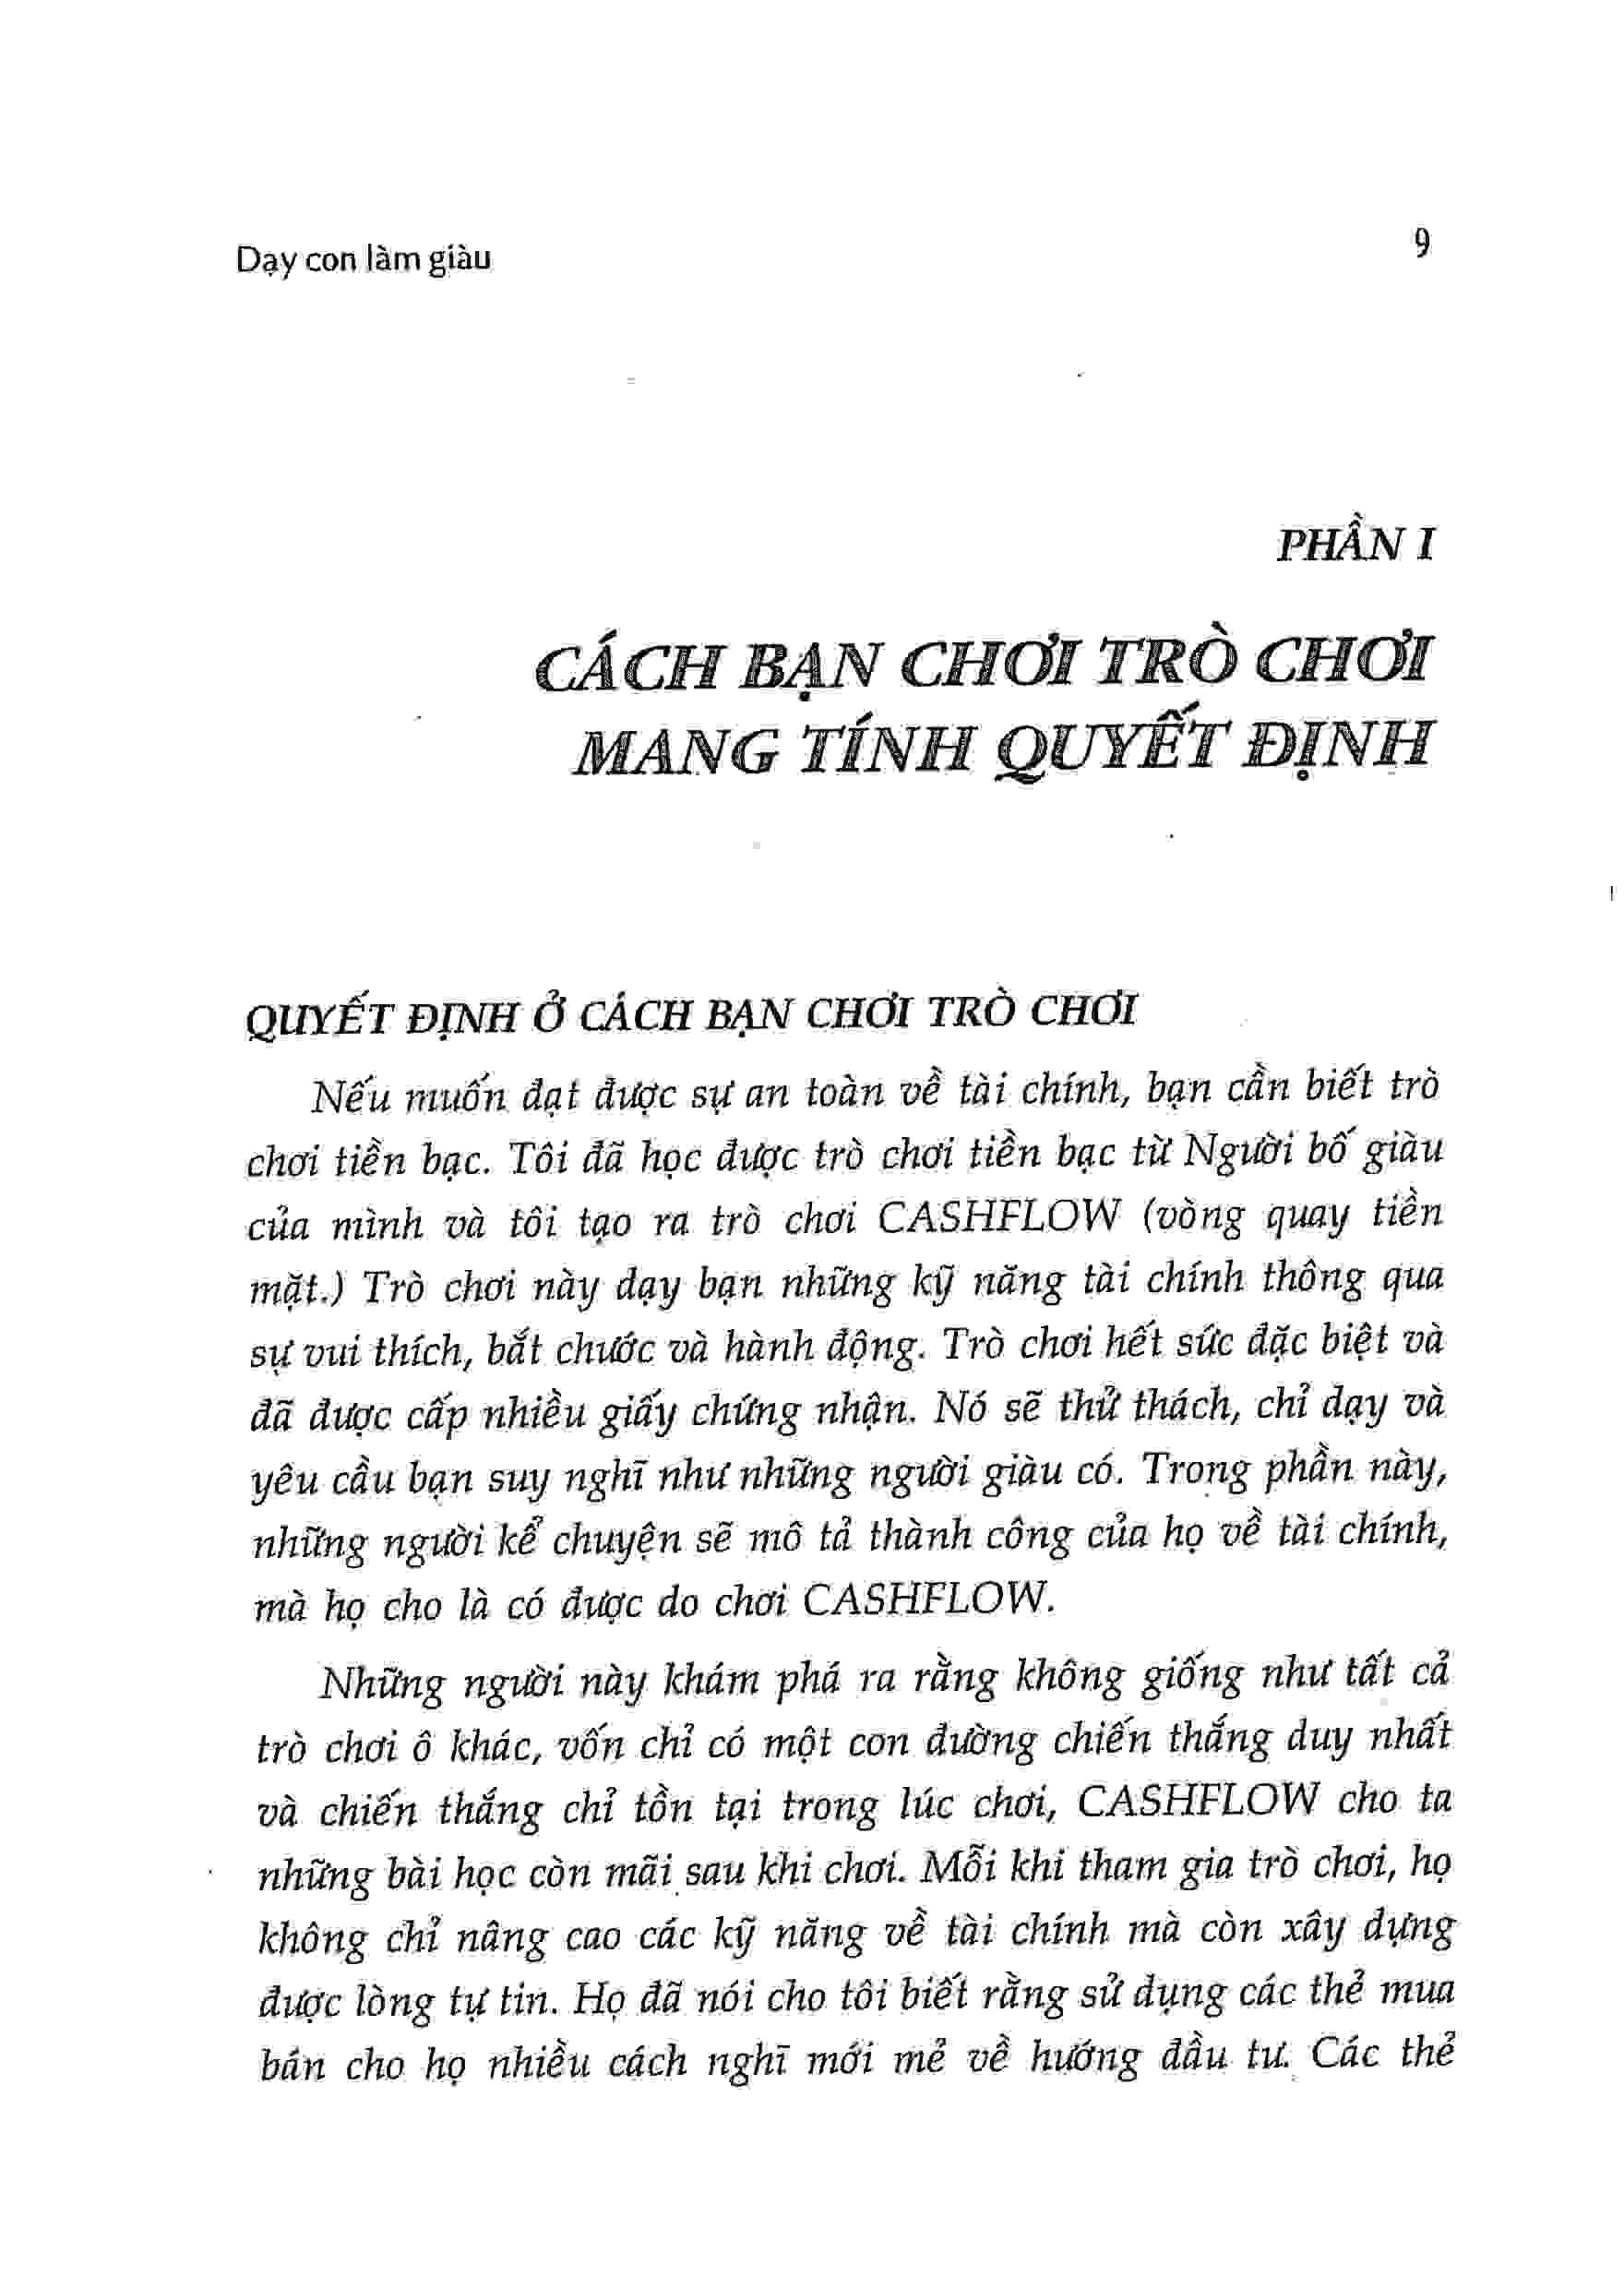 Dạy con làm giàu
9
PHẦN I
CÁCH BẠN CHƠI TRÒ CHƠI
MANG TÍNH QUYẾT ĐỊNH
QUYẾT ĐỊNH Ở CÁCH BẠN CHƠI TRÒ CHƠI
Nếu muốn đạt được sự an toàn về tài chính, bạn cần biết trò
chơi tiền bạc. Tôi đã học được trò chơi tiền bạc từ Người bố giàu
của mình và tôi tạo ra trò chơi CASHFLOW (vòng quay tiền
mặt.) Trò chơi này dạy bạn những kỹ năng tài chính thông qua
sự vui thích, bắt chước và hành động. Trò chơi hết sức đặc biệt và
đã được cấp nhiều giấy chứng nhận. Nó sẽ thử thách, chỉ dạy và
yêu cầu bạn suy nghĩ như những người giàu có. Trong phần này,
những người kể chuyện sẽ mô tả thành công của họ về tài chính,
mà họ cho là có được do chơi CASHFLOW.
Những người này khám phá ra rằng không giống như tất cả
trò chơi ô khác, vốn chỉ có một con đường chiến thắng duy nhất
và chiến thắng chỉ tồn tại trong lúc chơi, CASHFLOW cho ta
những bài học còn mãi sau khi chơi. Mỗi khi tham gia trò chơi, họ
không chỉ nâng cao các kỹ năng về tài chính mà còn xây dựng
được lòng tự tin. Họ đã nói cho tôi biết rằng sử dụng các thẻ mua
bán cho họ nhiều cách nghĩ mới mẻ về hướng đầu tư. Các thẻ